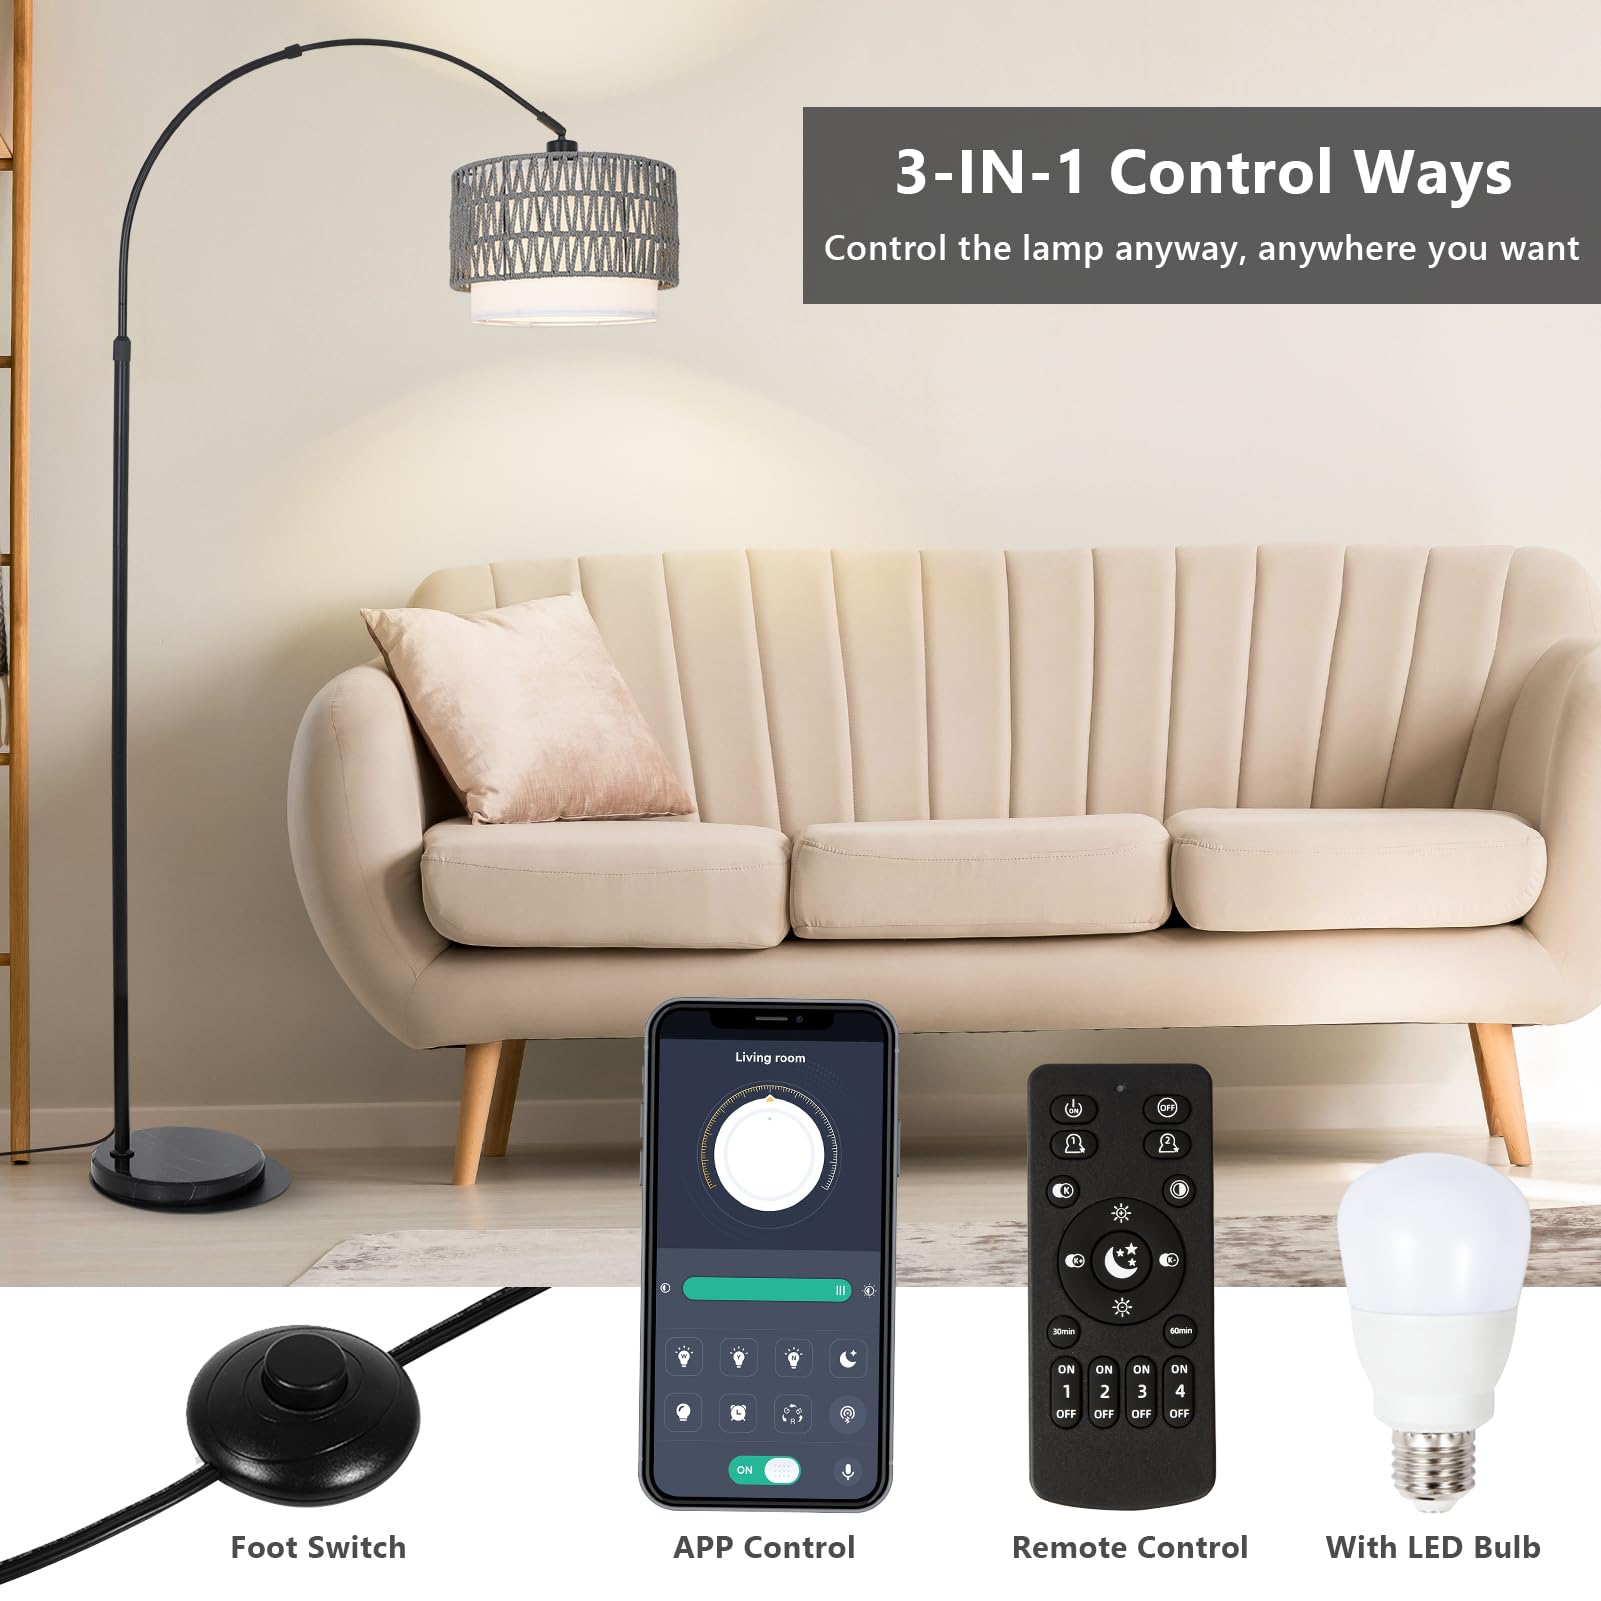 3-IN-1 Control Ways
Control the lamp anyway, anywhere you want
Living room
W
Y
N
G
B
R
ON
ON
OFF
1
2
K
K+
K-
30min
60min
ON ON ON ON
1 2 3 4
OFF OFF OFF OFF
Foot Switch
APP Control
Remote Control
With LED Bulb